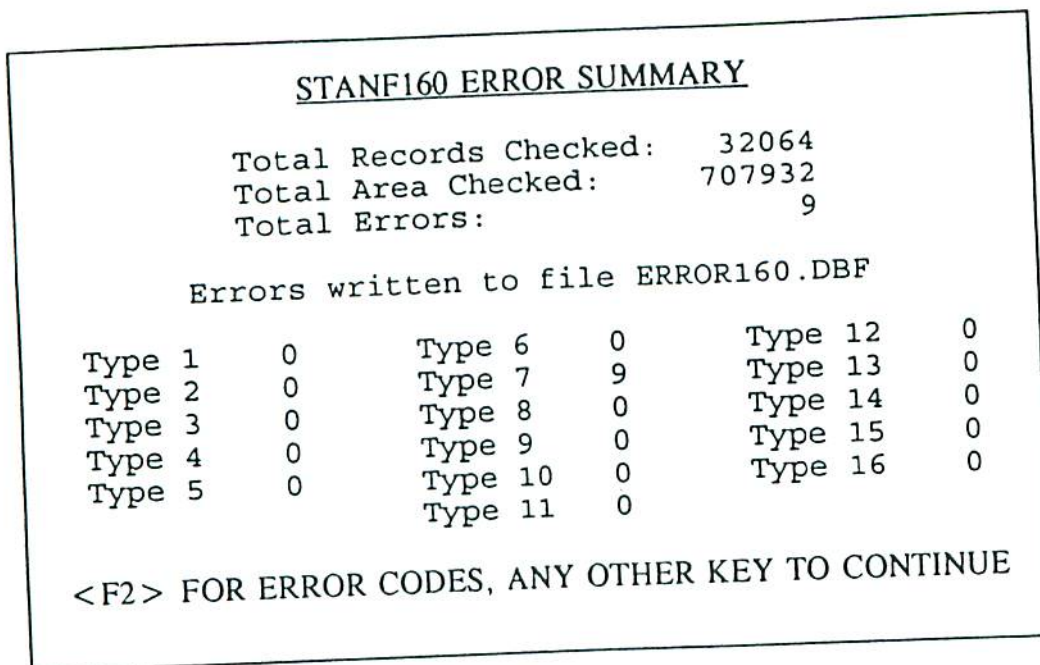 STANF160 ERROR SUMMARY
Total Records Checked: 32064
Total Area Checked: 707932
Total Errors: 9
Errors written to file ERROR160.DBF
Type 1 0 Type 6 0 Type 12 0
Type 2 0 Type 7 9 Type 13 0
Type 3 0 Type 8 0 Type 14 0
Type 4 0 Type 9 0 Type 15 0
Type 5 0 Type 10 0 Type 16 0
Type 11 0
<F2> FOR ERROR CODES, ANY OTHER KEY TO CONTINUE